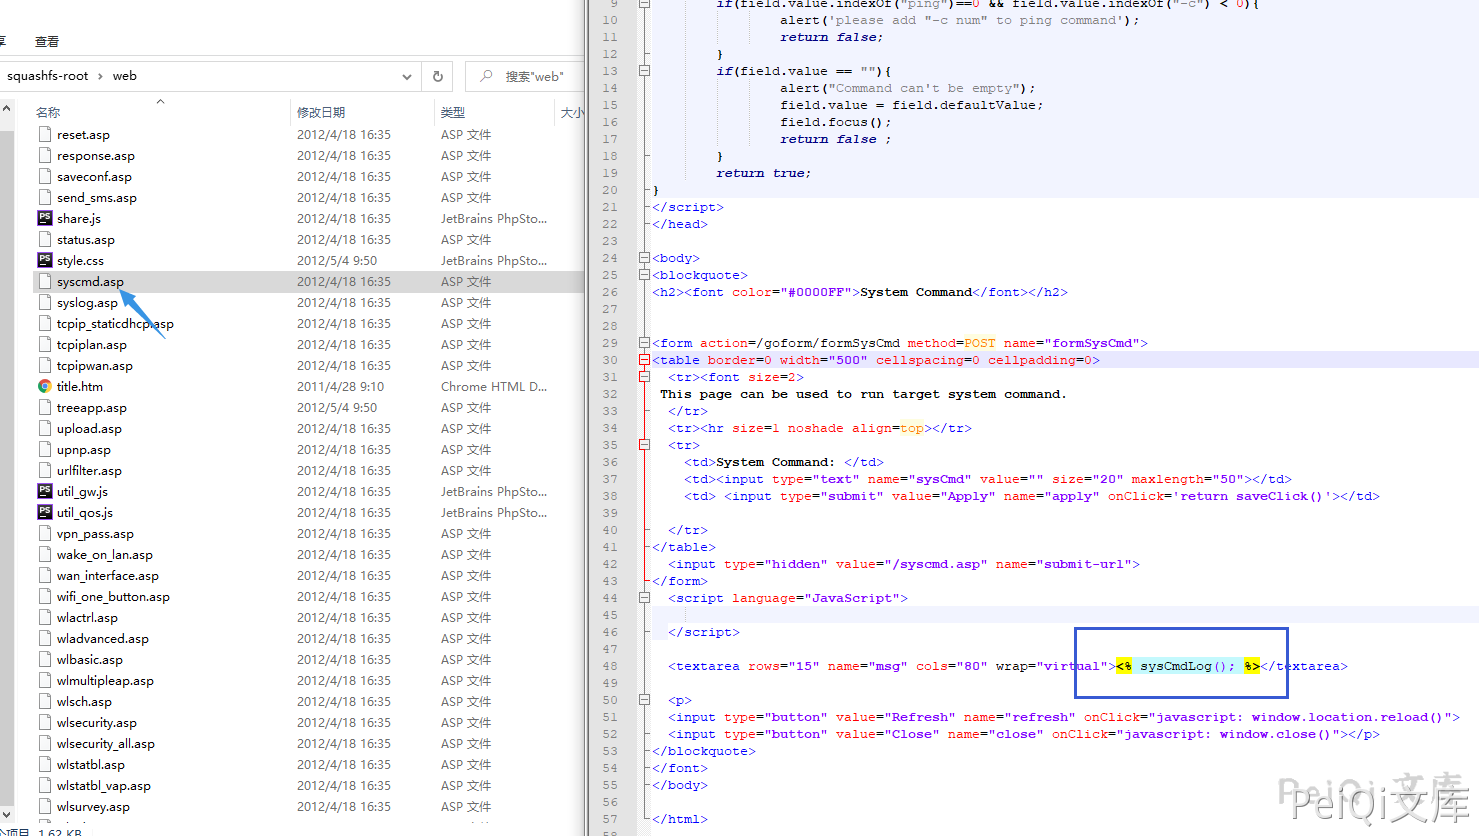 享
查看
squashfs-root › web
搜索"web"
名称
修改日期
类型
大小
reset.asp 2012/4/18 16:35 ASP 文件
response.asp 2012/4/18 16:35 ASP 文件
saveconf.asp 2012/4/18 16:35 ASP 文件
send_sms.asp 2012/4/18 16:35 ASP 文件
share.js 2012/4/18 16:35 JetBrains PhpSto...
status.asp 2012/4/18 16:35 ASP 文件
style.css 2012/5/4 9:50 JetBrains PhpSto...
syscmd.asp 2012/4/18 16:35 ASP 文件
syslog.asp 2012/4/18 16:35 ASP 文件
tcpip_staticdhcp.asp 2012/4/18 16:35 ASP 文件
tcpiplan.asp 2012/4/18 16:35 ASP 文件
tcpipwan.asp 2012/4/18 16:35 ASP 文件
title.htm 2011/4/28 9:10 Chrome HTML D...
treeapp.asp 2012/5/4 9:50 ASP 文件
upload.asp 2012/4/18 16:35 ASP 文件
upnp.asp 2012/4/18 16:35 ASP 文件
urlfilter.asp 2012/4/18 16:35 ASP 文件
util_gw.js 2012/4/18 16:35 JetBrains PhpSto...
util_qos.js 2012/4/18 16:35 JetBrains PhpSto...
vpn_pass.asp 2012/4/18 16:35 ASP 文件
wake_on_lan.asp 2012/4/18 16:35 ASP 文件
wan_interface.asp 2012/4/18 16:35 ASP 文件
wifi_one_button.asp 2012/4/18 16:35 ASP 文件
wlactrl.asp 2012/4/18 16:35 ASP 文件
wladvanced.asp 2012/4/18 16:35 ASP 文件
wlbasic.asp 2012/4/18 16:35 ASP 文件
wlmultipleap.asp 2012/4/18 16:35 ASP 文件
wlsch.asp 2012/4/18 16:35 ASP 文件
wlsecurity.asp 2012/4/18 16:35 ASP 文件
wlsecurity_all.asp 2012/4/18 16:35 ASP 文件
wlstatbl.asp 2012/4/18 16:35 ASP 文件
wlstatbl_vap.asp 2012/4/18 16:35 ASP 文件
wlsurvey.asp 2012/4/18 16:35 ASP 文件
个项目 1.62 KB
9 if(field.value.indexOf("ping")==0 && field.value.indexOf("-c") < 0){
10 alert('please add "-c num" to ping command');
11 return false;
12 }
13 if(field.value == ""){
14 alert("Command can't be empty");
15 field.value = field.defaultValue;
16 field.focus();
17 return false ;
18 }
19 return true;
20 }
21 </script>
22 </head>
23
24 <body>
25 <blockquote>
26 <h2><font color="#0000FF">System Command</font></h2>
27
28
29 <form action=/goform/formSysCmd method=POST name="formSysCmd">
30 <table border=0 width="500" cellspacing=0 cellpadding=0>
31 <tr><font size=2>
32 This page can be used to run target system command.
33 </tr>
34 <tr><hr size=1 noshade align=top></tr>
35 <tr>
36 <td>System Command: </td>
37 <td><input type="text" name="sysCmd" value="" size="20" maxlength="50"></td>
38 <td> <input type="submit" value="Apply" name="apply" onClick='return saveClick()'></td>
39
40 </tr>
41 </table>
42 <input type="hidden" value="/syscmd.asp" name="submit-url">
43 </form>
44 <script language="JavaScript">
45
46 </script>
47
48 <textarea rows="15" name="msg" cols="80" wrap="virtual"><% sysCmdLog(); %></textarea>
49
50 <p>
51 <input type="button" value="Refresh" name="refresh" onClick="javascript: window.location.reload()">
52 <input type="button" value="Close" name="close" onClick="javascript: window.close()"></p>
53 </blockquote>
54 </font>
55 </body>
56
57 </html>
58
PeiQi 文库
PeiQi文库